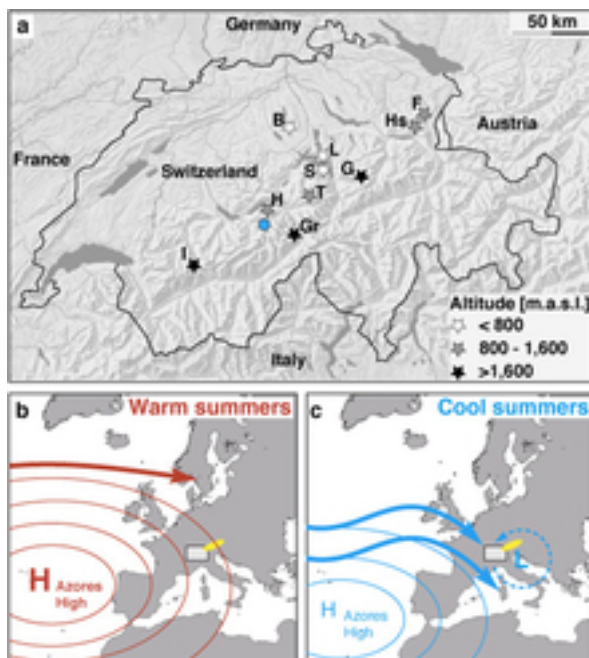 a
Germany
50 km
F
B
Hs
Austria
L
France
Switzerland
S
G
T
H
Gr
I
Altitude [m.a.s.l.]
< 800
800 - 1,600
>1,600
Italy
b
Warm summers
H Azores
High
c
Cool summers
L
H Azores
High